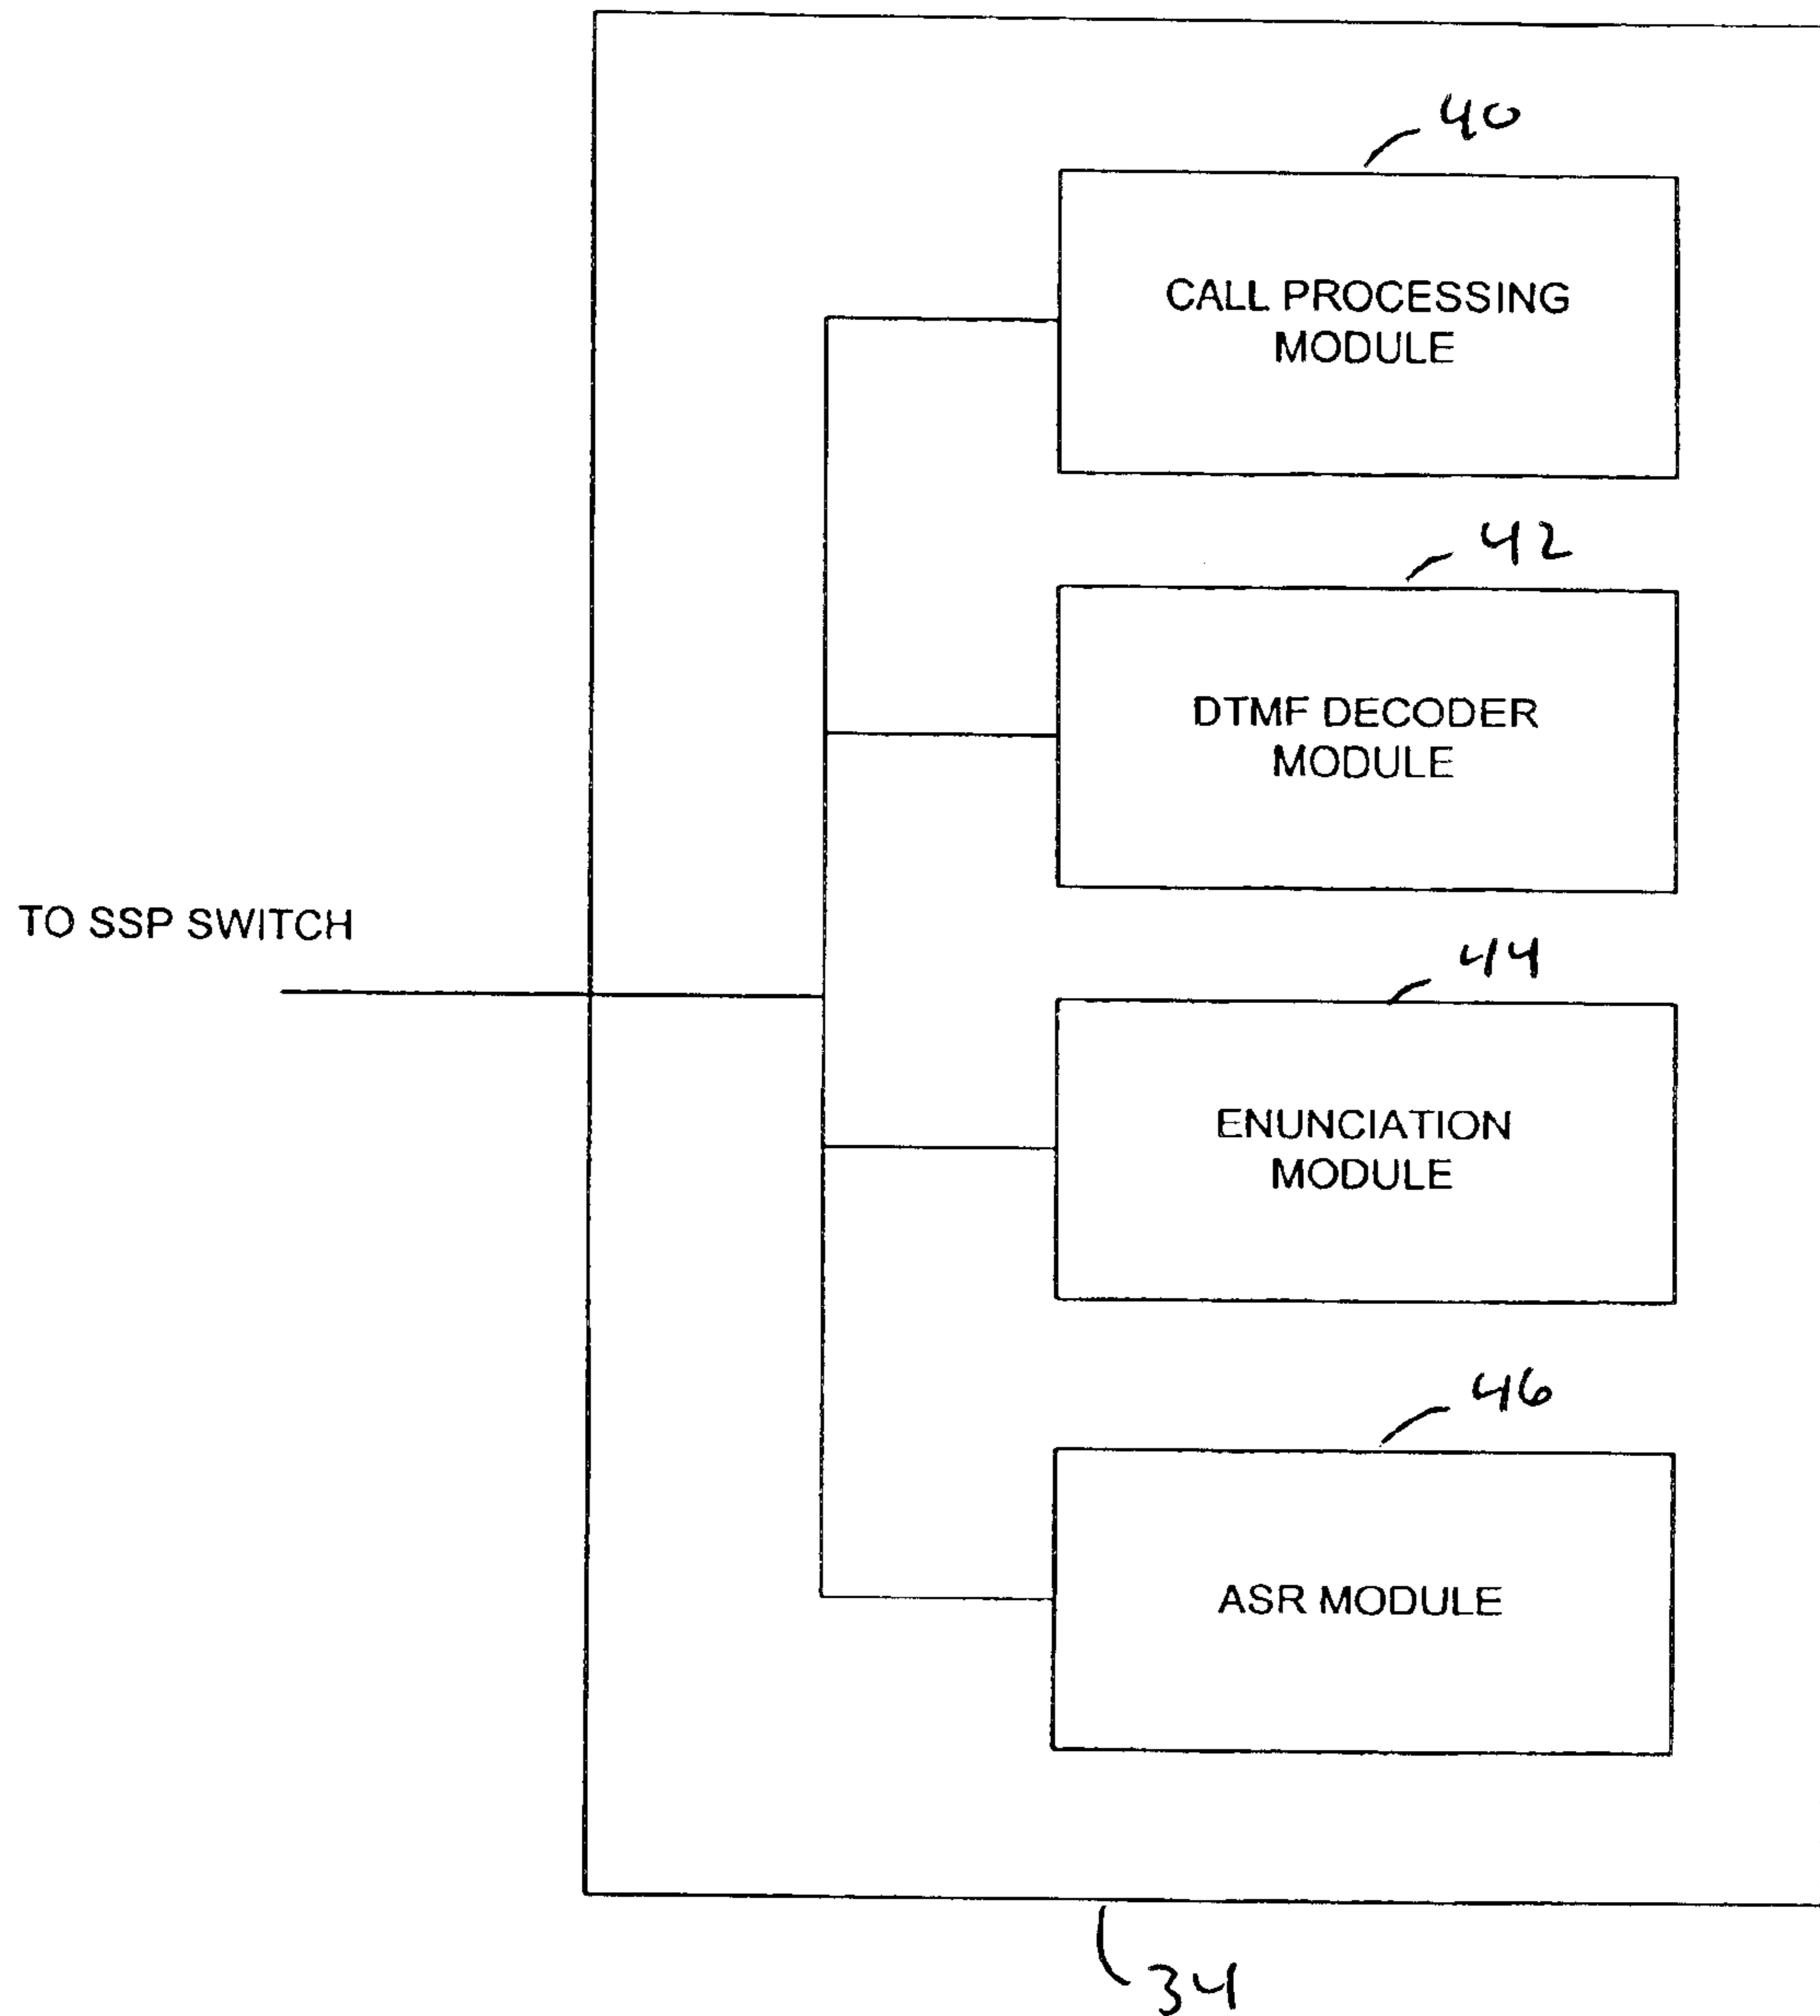 40
CALL PROCESSING
MODULE
42
DTMF DECODER
MODULE
TO SSP SWITCH
44
ENUNCIATION
MODULE
46
ASR MODULE
34